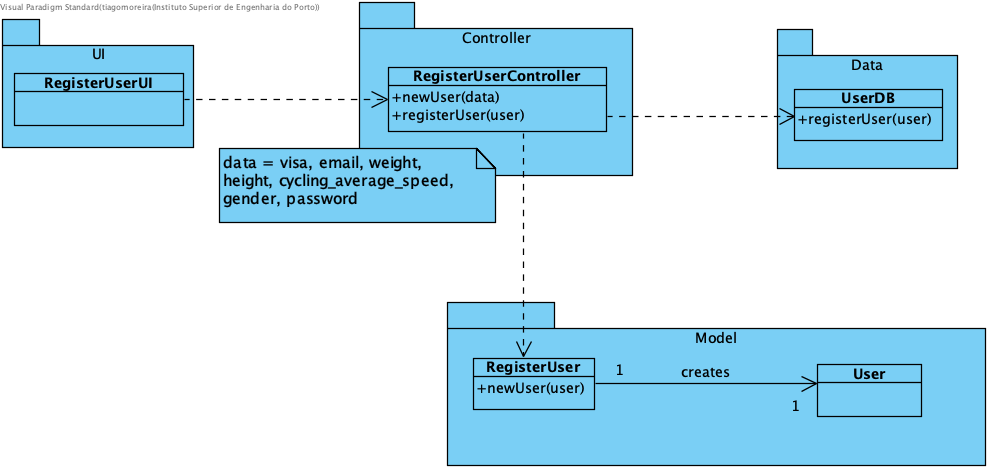 Visual Paradigm Standard(tiagomoreira(Instituto Superior de Engenharia do Porto))
UI
RegisterUserUI
Controller
RegisterUserController
+newUser(data)
+registerUser(user)
Data
UserDB
+registerUser(user)
data = visa, email, weight,
height, cycling_average_speed,
gender, password
Model
RegisterUser
+newUser(user)
1
creates
1
User